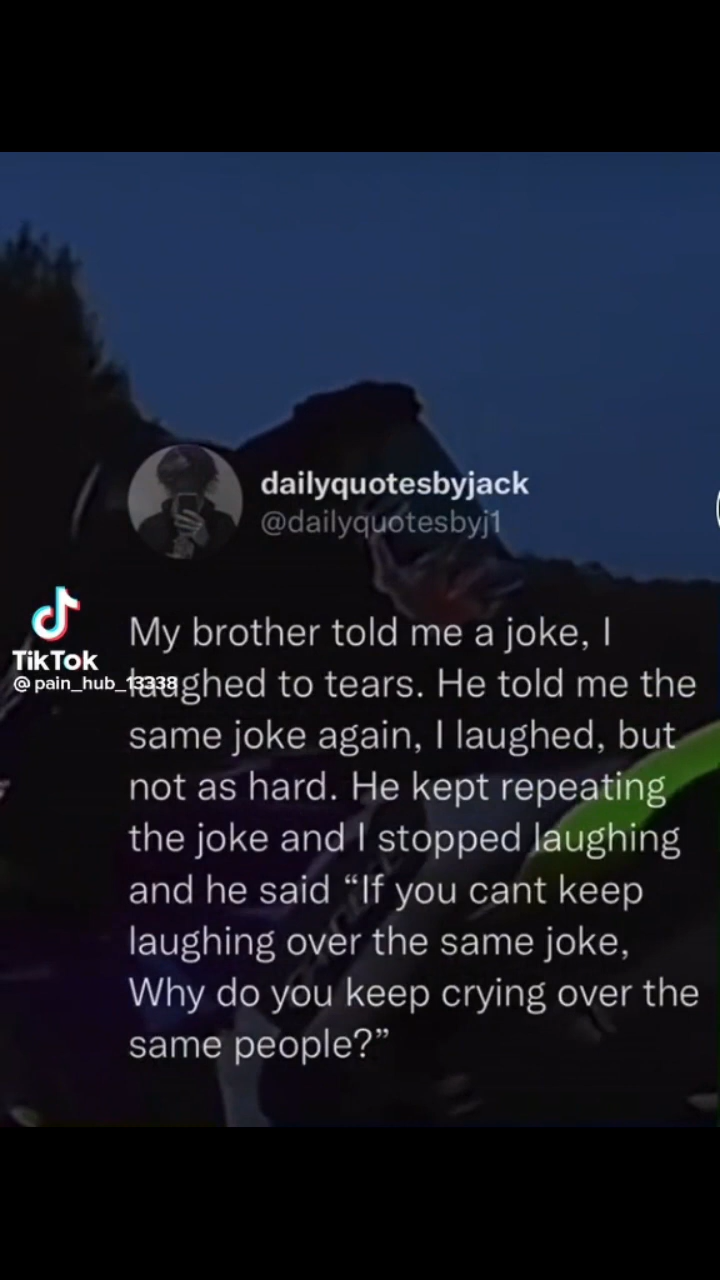 dailyquotesbyjack
@dailyquotesbyj1
TikTok
@pain_hub_13338
My brother told me a joke, I
laughed to tears. He told me the
same joke again, I laughed, but
not as hard. He kept repeating
the joke and I stopped laughing
and he said “If you cant keep
laughing over the same joke,
Why do you keep crying over the
same people?”